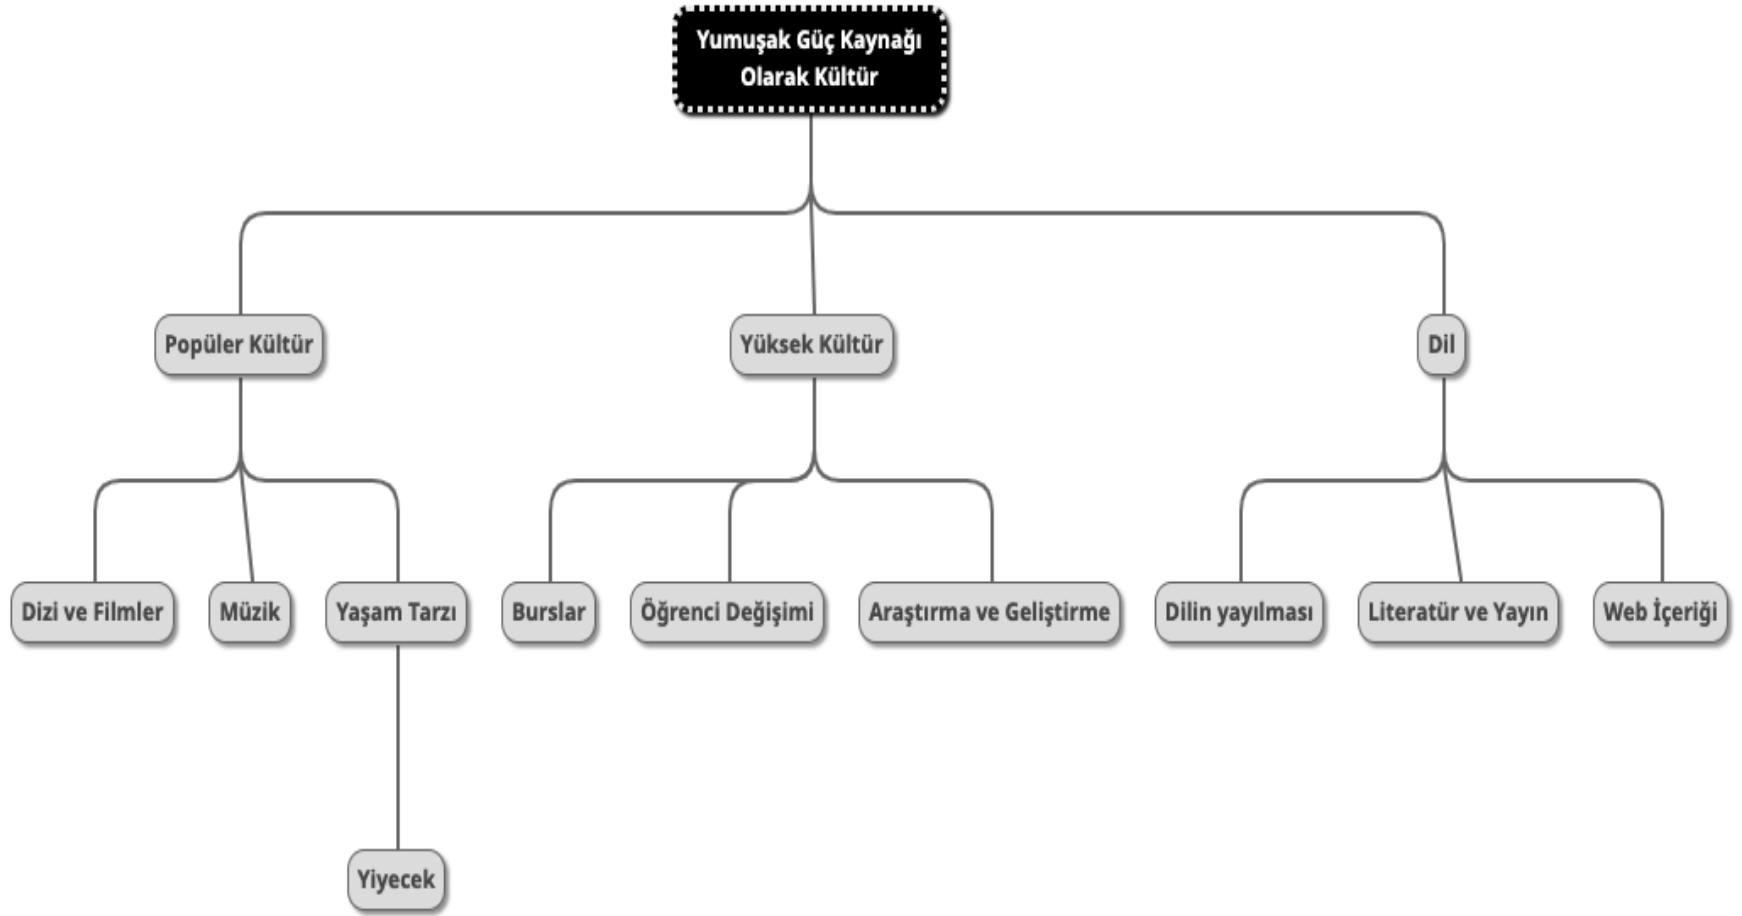 Yumuşak Güç Kaynağı
Olarak Kültür
Popüler Kültür
Yüksek Kültür
Dil
Dizi ve Filmler
Müzik
Yaşam Tarzı
Burslar
Öğrenci Değişimi
Araştırma ve Geliştirme
Dilin yayılması
Literatür ve Yayın
Web İçeriği
Yiyecek